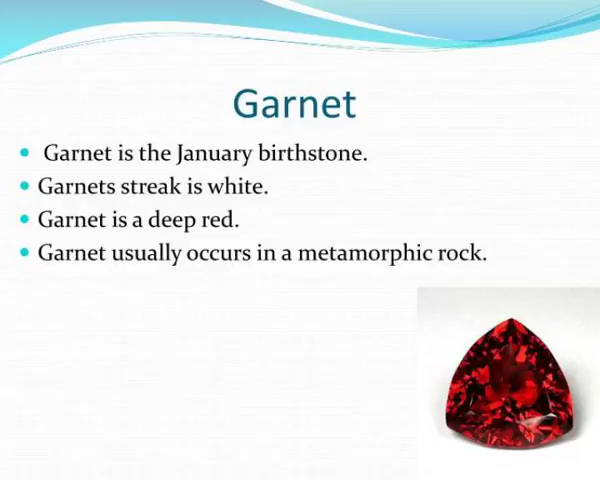 Garnet
• Garnet is the January birthstone.
• Garnets streak is white.
• Garnet is a deep red.
• Garnet usually occurs in a metamorphic rock.